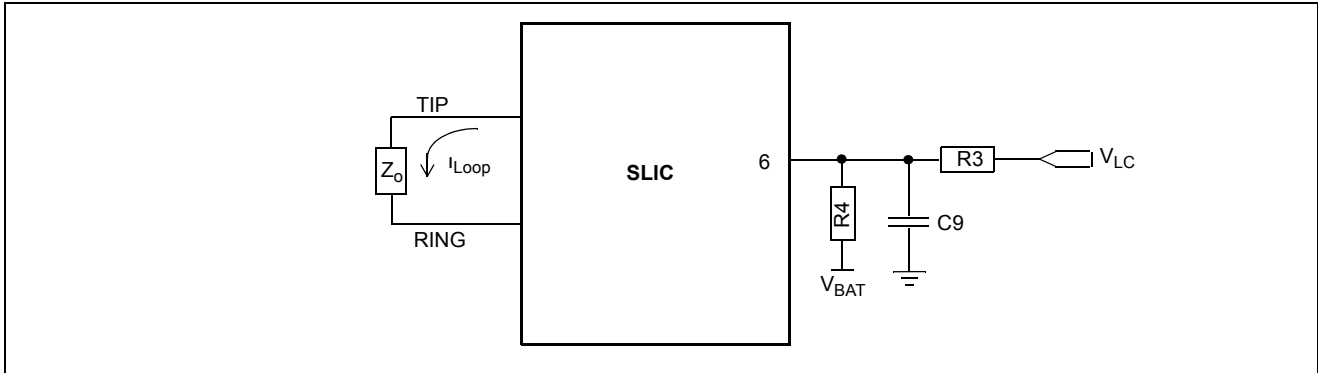 TIP
Zo
ILoop
RING
SLIC
6
R3
VLC
R4
C9
VBAT